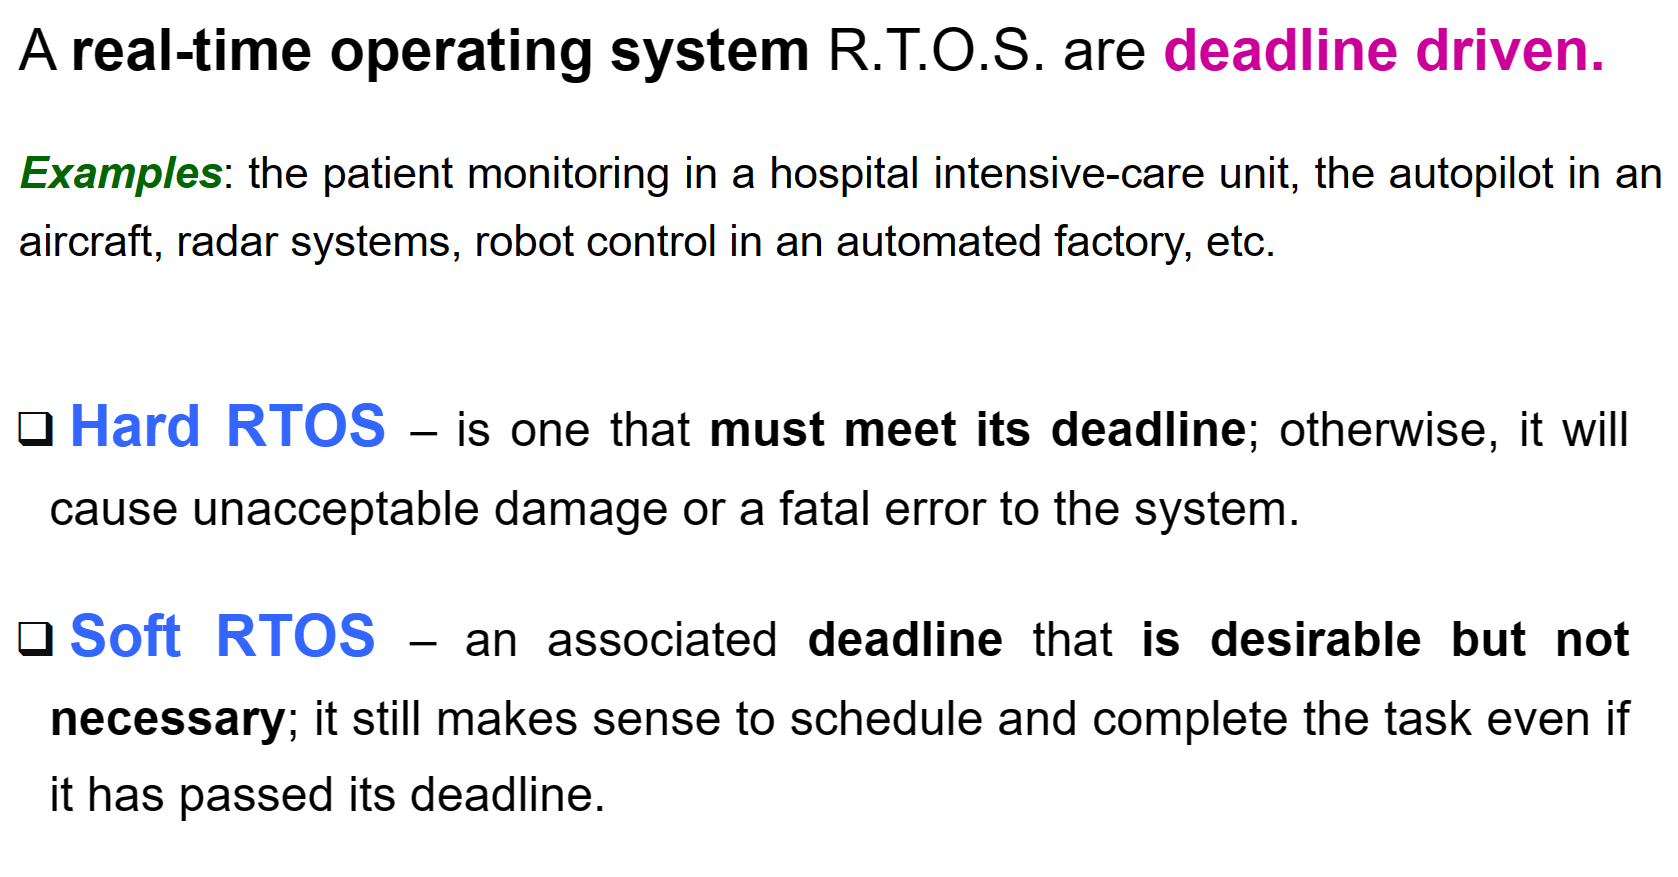 A real-time operating system R.T.O.S. are deadline driven.
Examples: the patient monitoring in a hospital intensive-care unit, the autopilot in an
aircraft, radar systems, robot control in an automated factory, etc.
❑ Hard RTOS – is one that must meet its deadline; otherwise, it will
cause unacceptable damage or a fatal error to the system.
❑ Soft RTOS – an associated deadline that is desirable but not
necessary; it still makes sense to schedule and complete the task even if
it has passed its deadline.